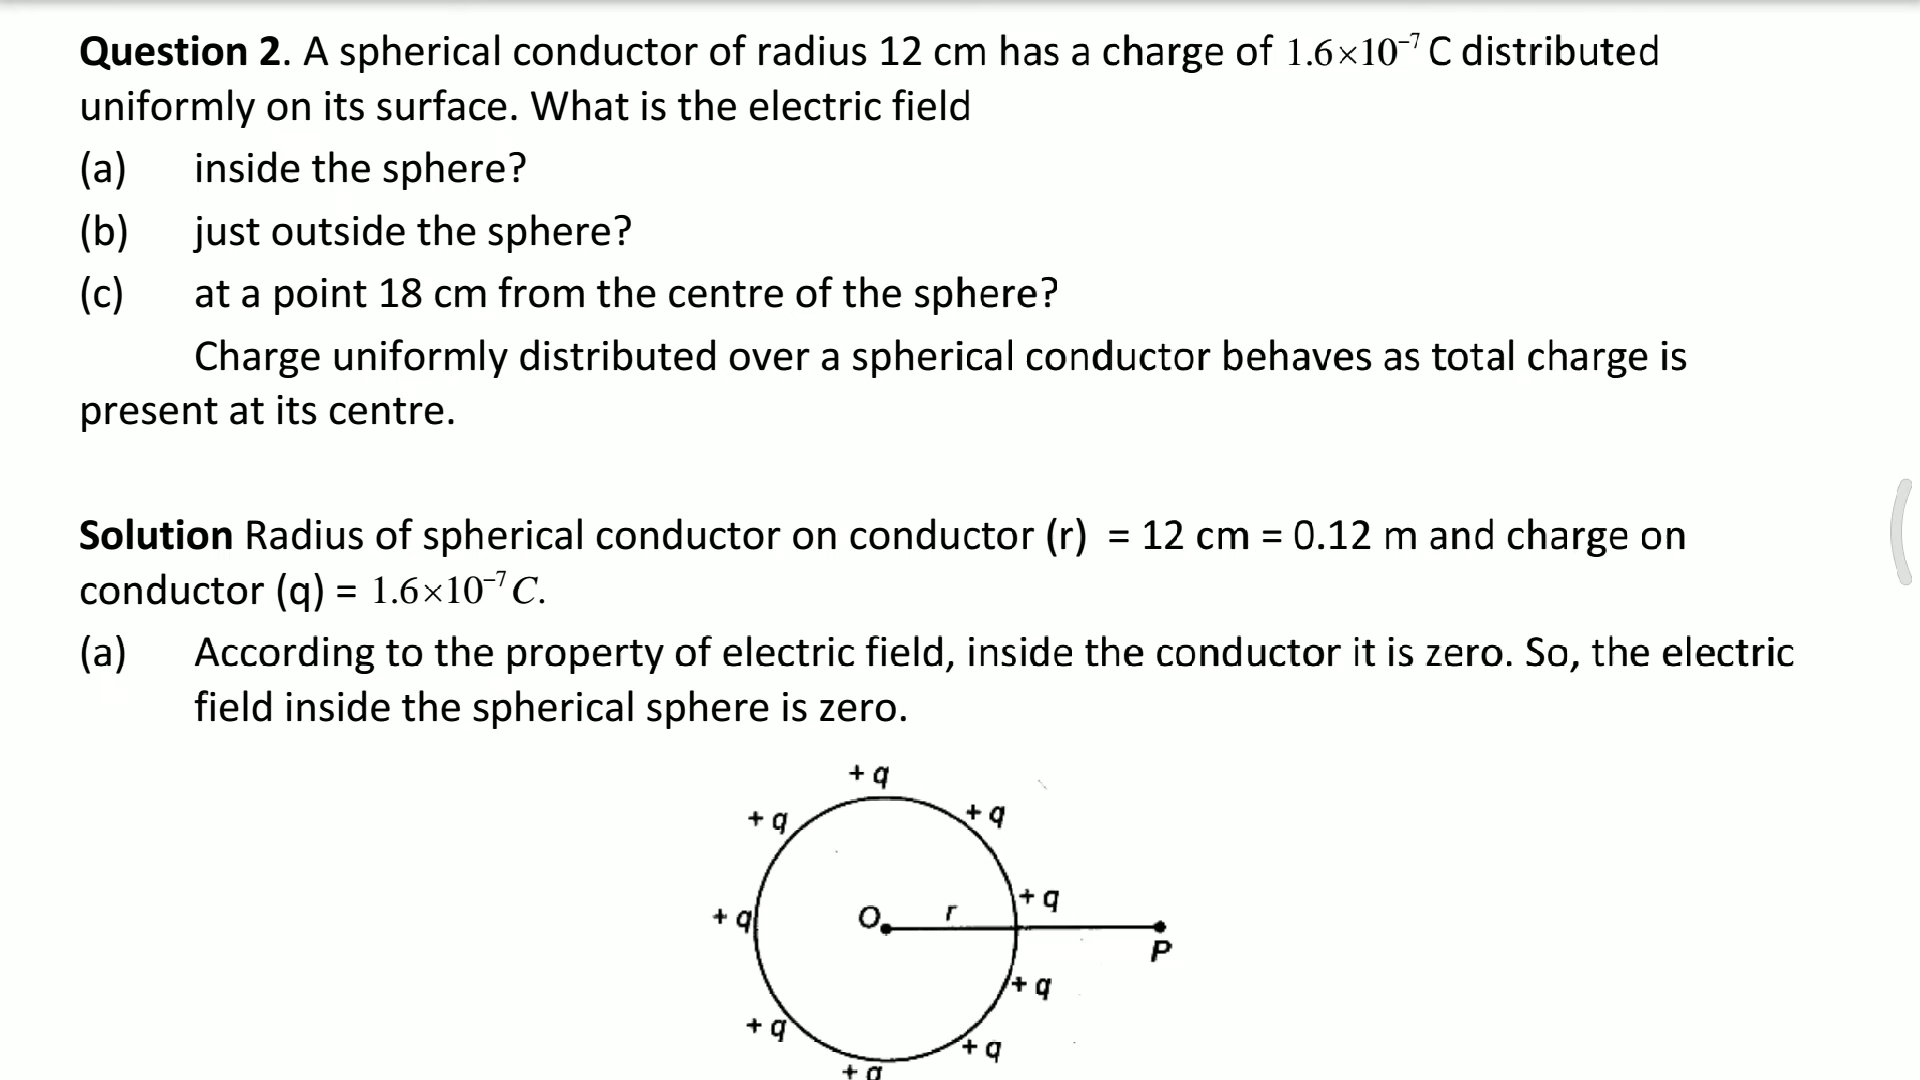 Question 2. A spherical conductor of radius 12 cm has a charge of 1.6×10⁻⁷ C distributed
uniformly on its surface. What is the electric field
(a) inside the sphere?
(b) just outside the sphere?
(c) at a point 18 cm from the centre of the sphere?
Charge uniformly distributed over a spherical conductor behaves as total charge is
present at its centre.
Solution Radius of spherical conductor on conductor (r) = 12 cm = 0.12 m and charge on
conductor (q) = 1.6×10⁻⁷ C.
(a) According to the property of electric field, inside the conductor it is zero. So, the electric
field inside the spherical sphere is zero.
+ q
+ q
+ q
+ q
+ q
O
r
P
+ q
+ q
+ q
+ q